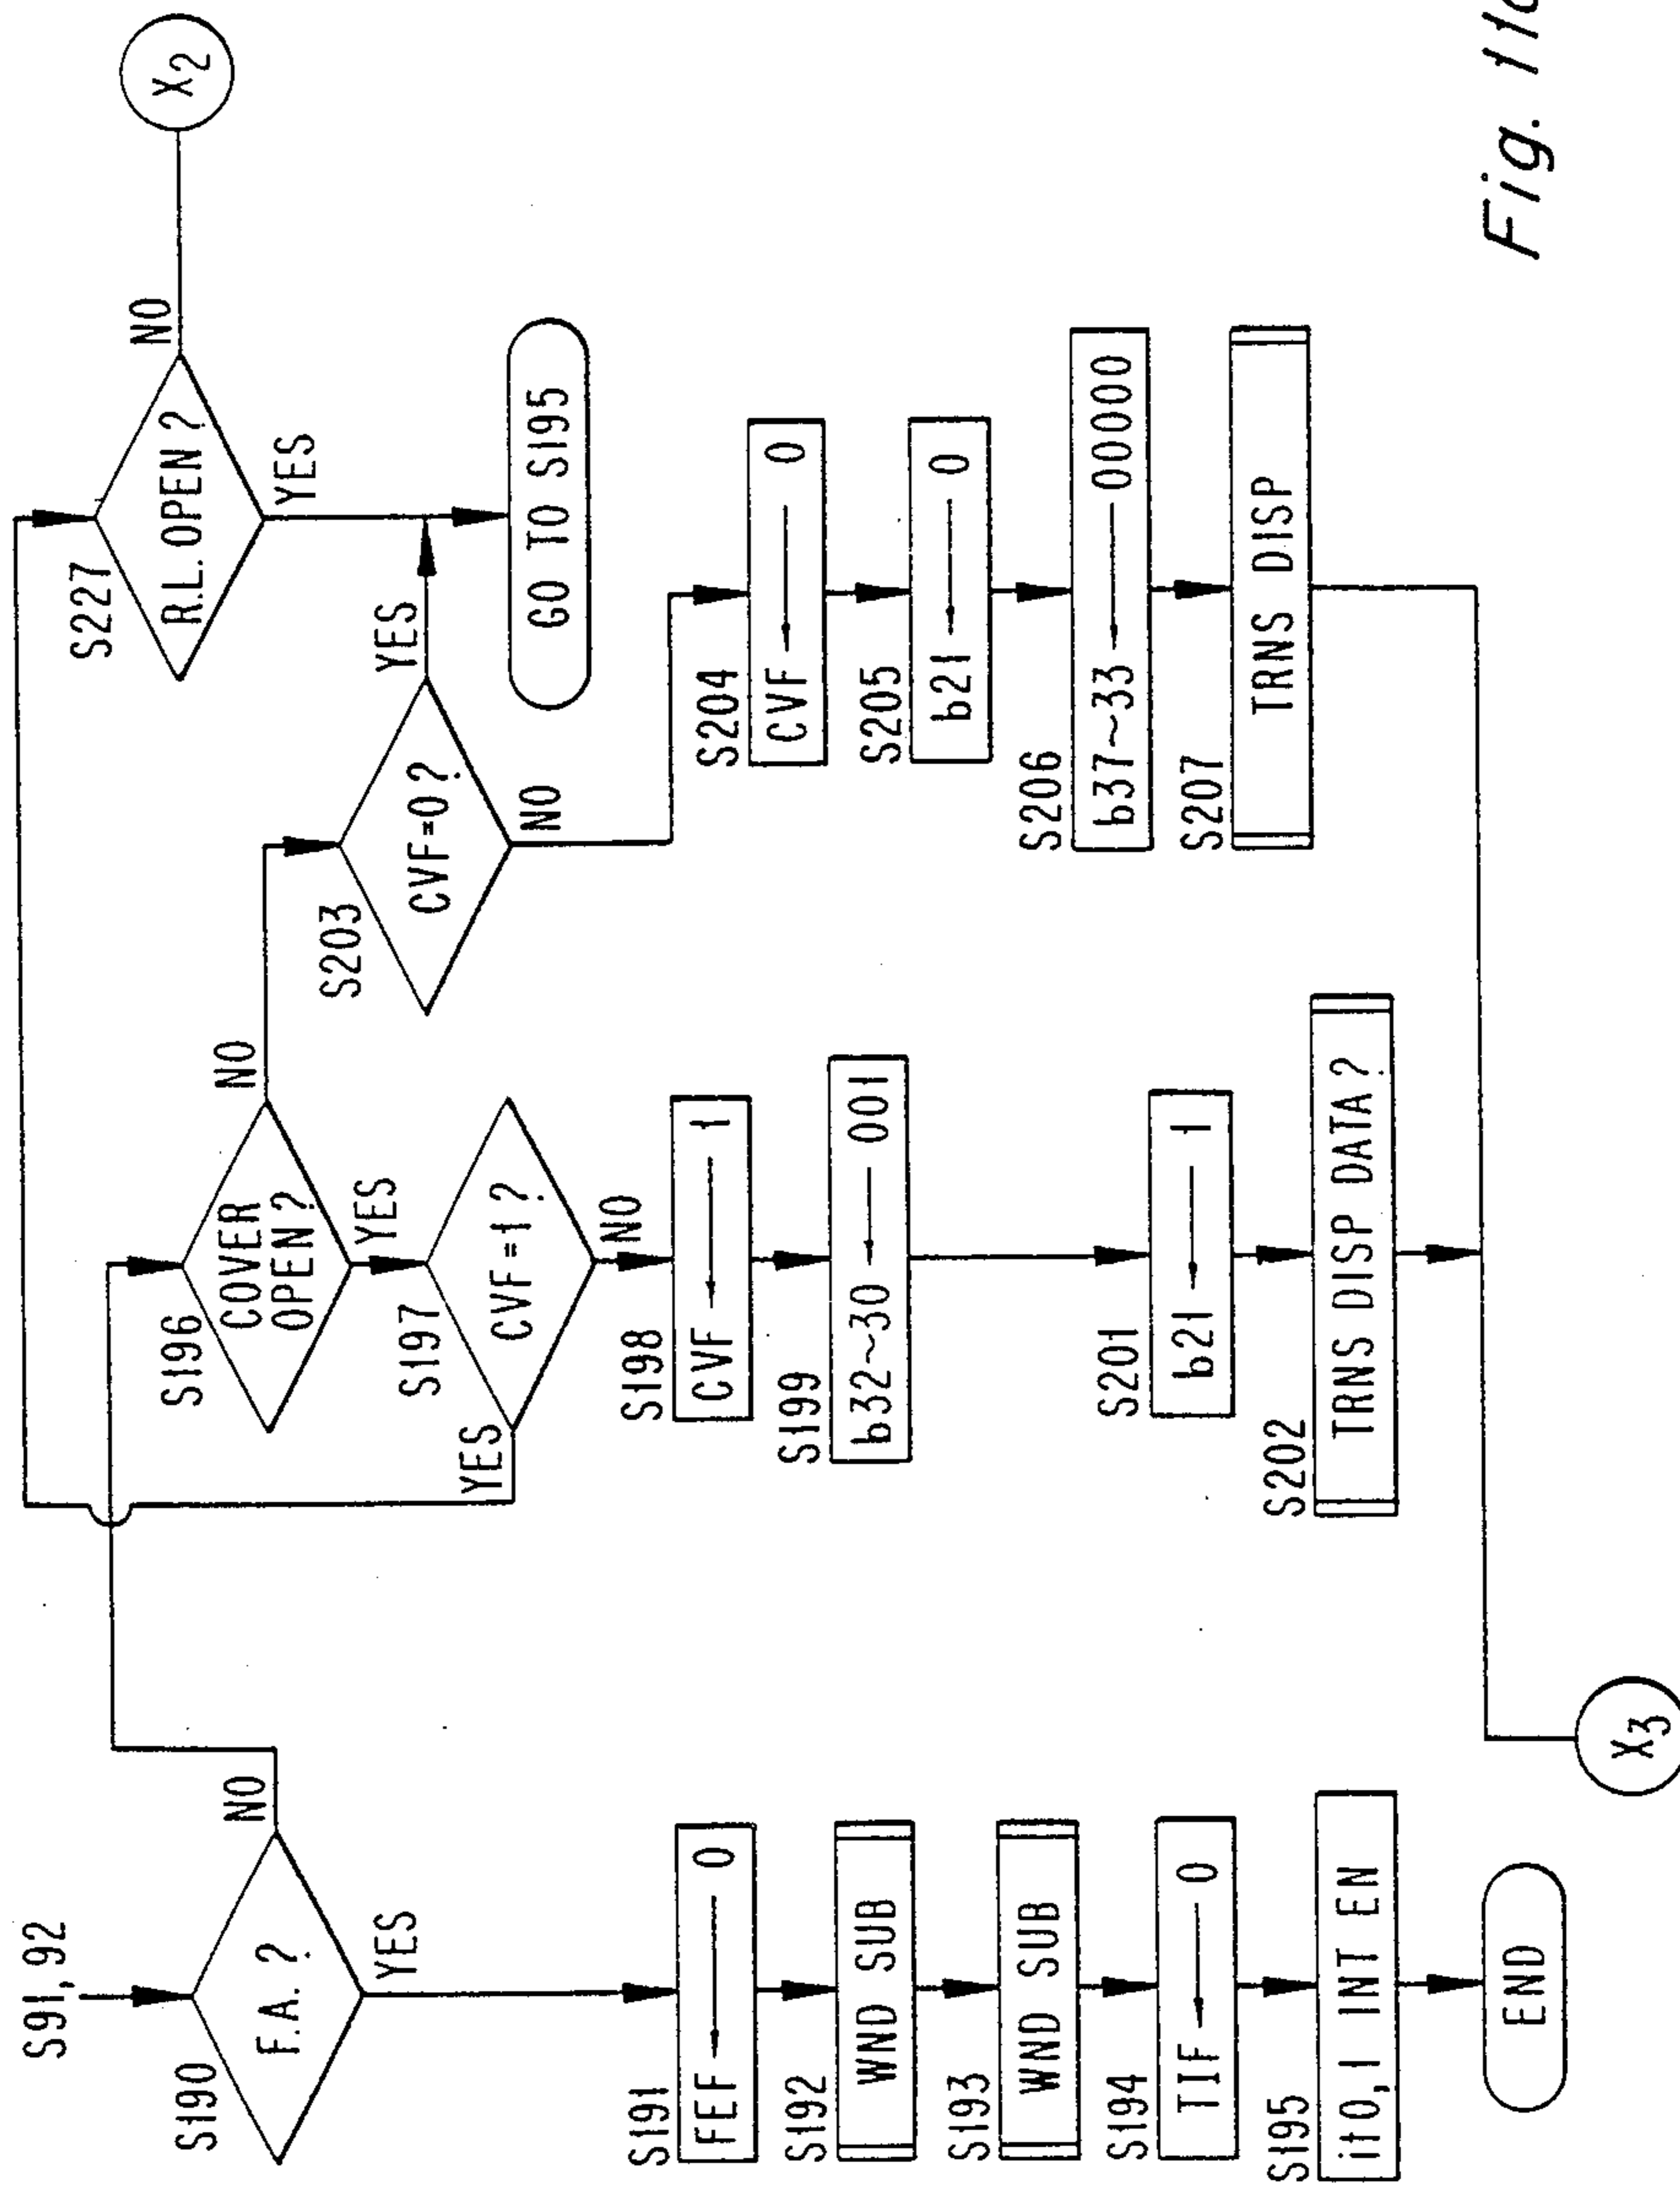 S91,92
S190
F.A.?
NO
YES
S191
FEF ← 0
S192
WND SUB
S193
WND SUB
S194
TIF ← 0
S195
it0,1 INT EN
END
S196
COVER
OPEN?
NO
YES
S197
CVF=1?
YES
NO
S198
CVF ← 1
S199
b32~30 ← 001
S201
b21 ← 1
S202
TRNS DISP DATA?
X3
S203
CVF=0?
YES
NO
S204
CVF ← 0
S205
b21 ← 0
S206
b37~33 ← 00000
S207
TRNS DISP
S227
R.L. OPEN?
NO
YES
GO TO S195
X2
Fig.